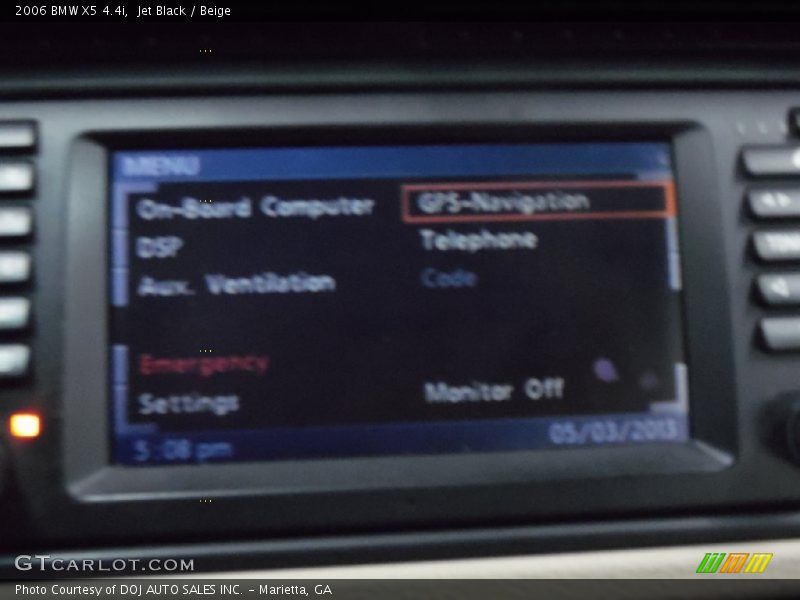 2006 BMW X5 4.4i, Jet Black / Beige
MENU
On-Board Computer
GPS-Navigation
DSP
Telephone
Aux. Ventilation
Code
Emergency
Settings
Monitor Off
5:08 pm
05/03/2013
GTCARLOT.COM
Photo Courtesy of DOJ AUTO SALES INC. - Marietta, GA